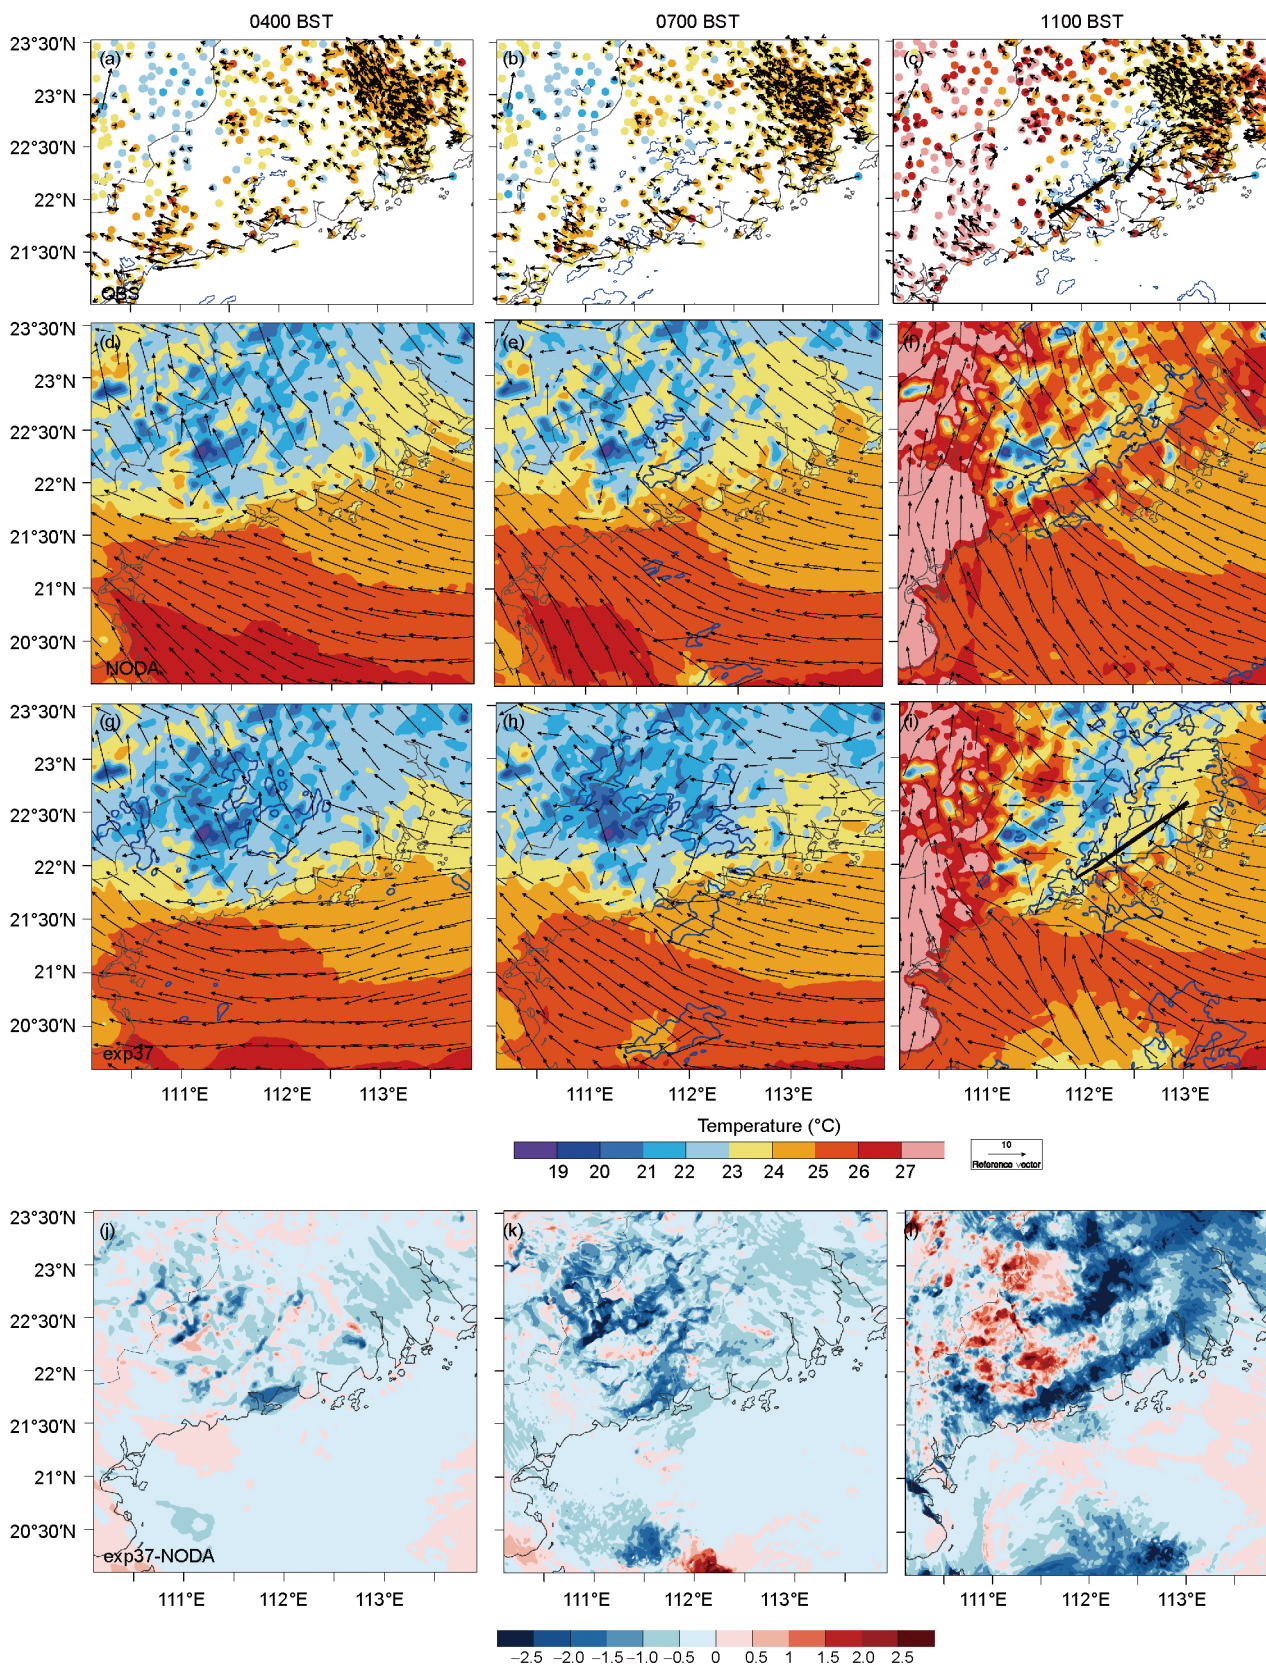 0400 BST 0700 BST 1100 BST
23°30′N (a) (b) (c)
23°N
22°30′N
22°N
21°30′N
OBS
23°30′N (d) (e) (f)
23°N
22°30′N
22°N
21°30′N
21°N
20°30′N
NODA
23°30′N (g) (h) (i)
23°N
22°30′N
22°N
21°30′N
21°N
20°30′N
exp37
111°E 112°E 113°E 111°E 112°E 113°E 111°E 112°E 113°E
Temperature (°C)
19 20 21 22 23 24 25 26 27
10
Reference vector
23°30′N (j) (k) (l)
23°N
22°30′N
22°N
21°30′N
21°N
20°30′N
exp37-NODA
111°E 112°E 113°E 111°E 112°E 113°E 111°E 112°E 113°E
−2.5 −2.0 −1.5 −1.0 −0.5 0 0.5 1 1.5 2.0 2.5